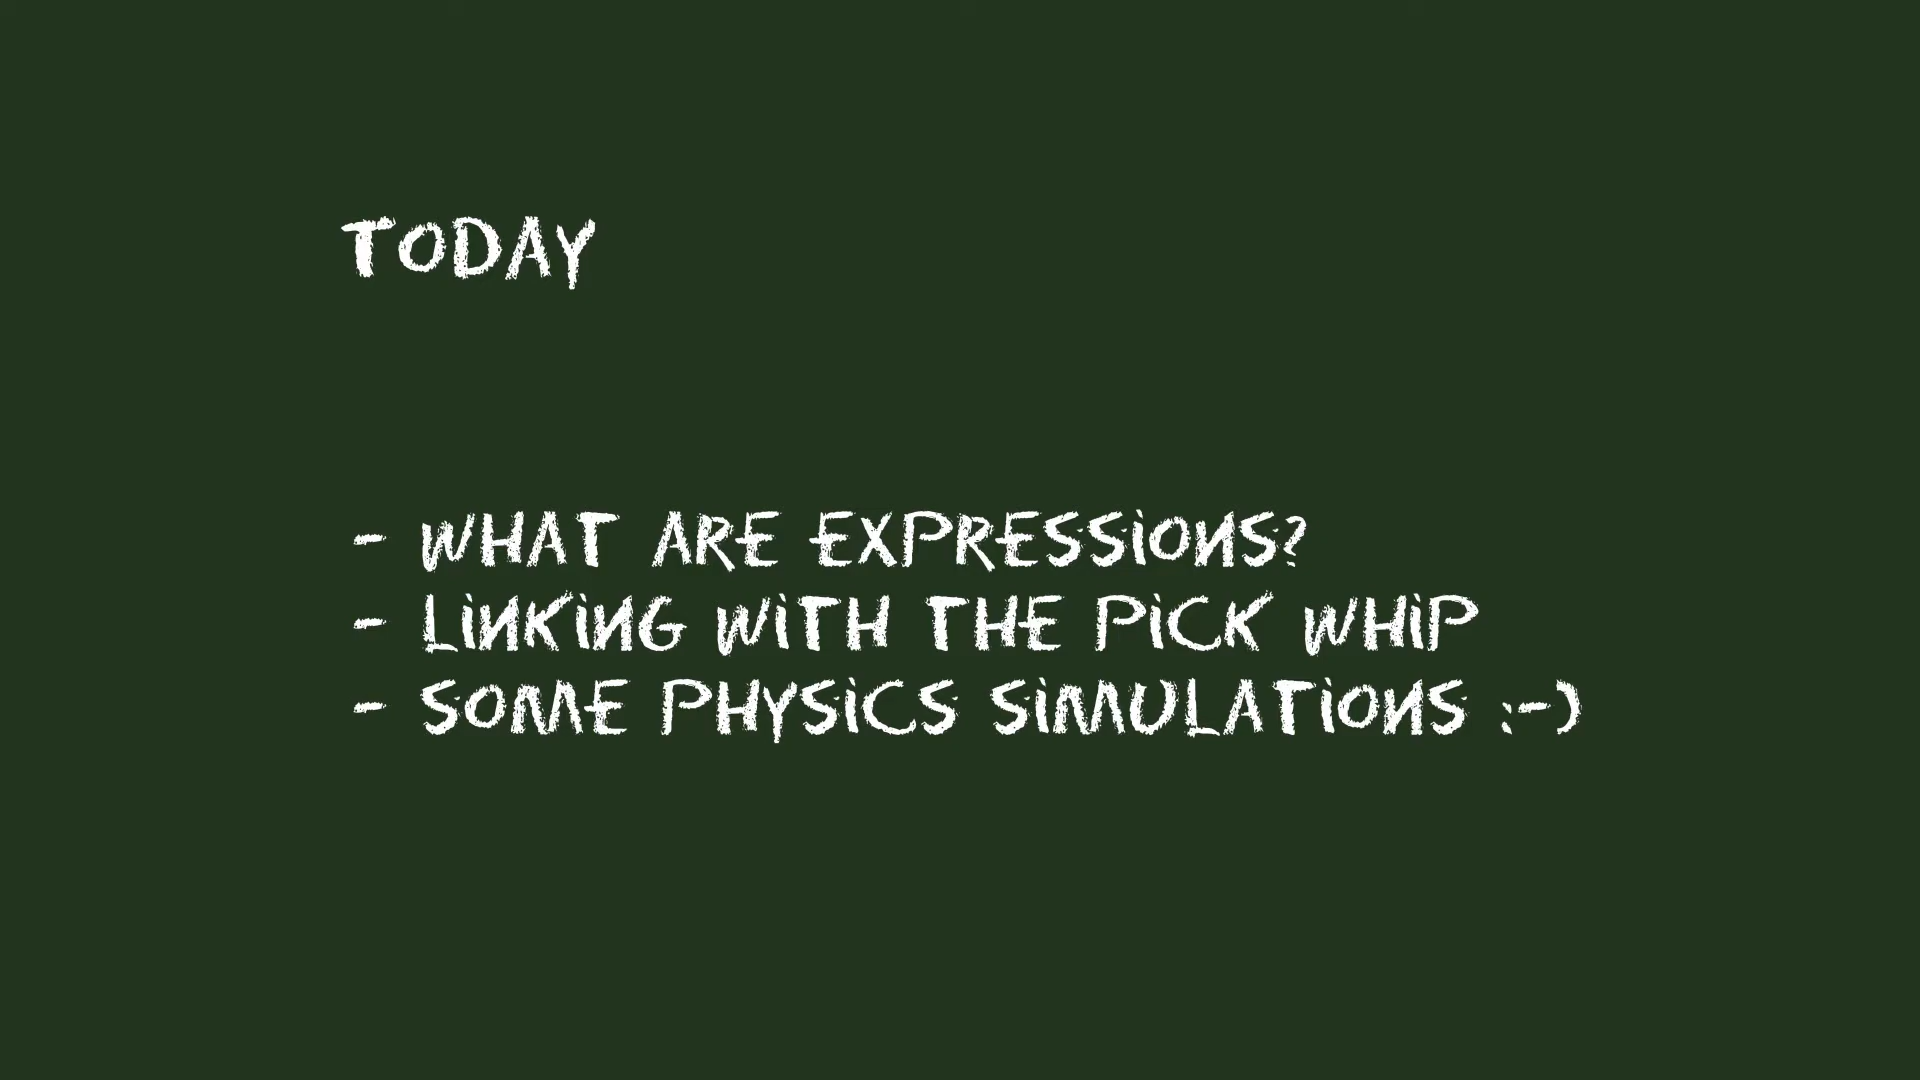 TODAY
- WHAT ARE EXPRESSIONS?
- LINKING WITH THE PICK WHIP
- SOME PHYSICS SIMULATIONS :-)